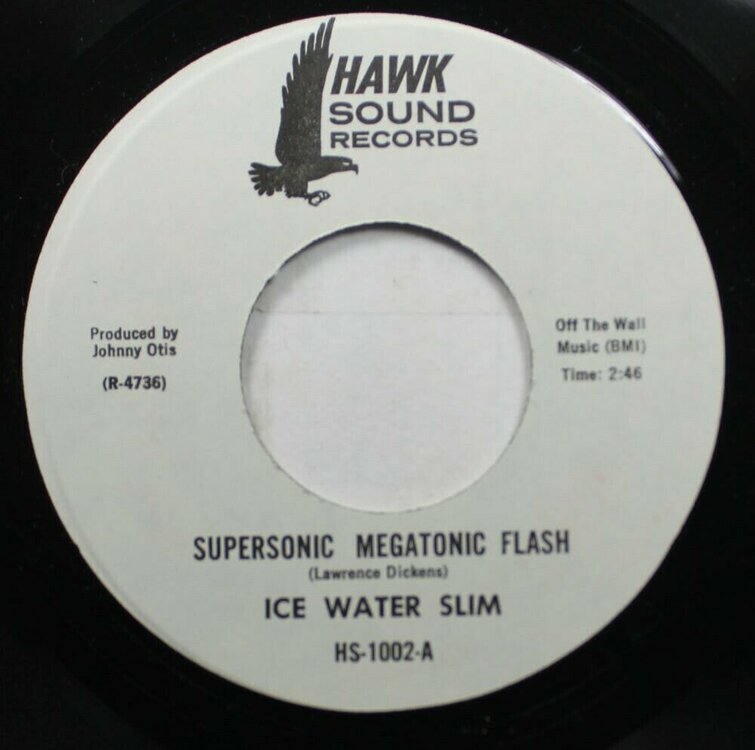 HAWK
SOUND
RECORDS
Produced by
Johnny Otis
(R-4736)
Off The Wall
Music (BMI)
Time: 2:46
SUPERSONIC MEGATONIC FLASH
(Lawrence Dickens)
ICE WATER SLIM
HS-1002-A